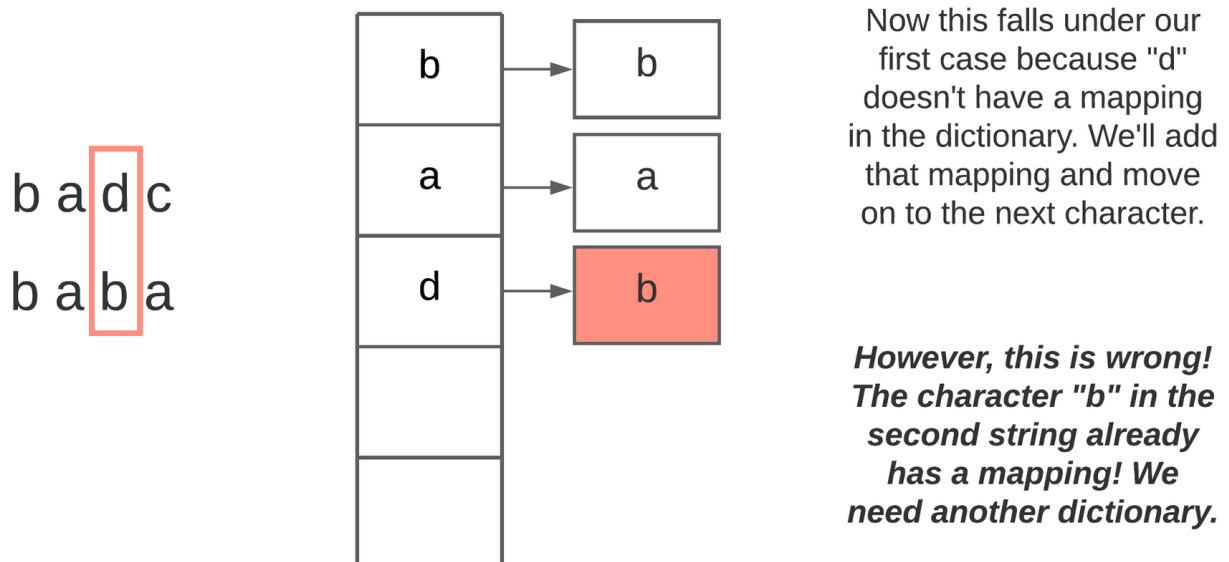 b a d c
b a b a
b
b
a
a
d
b
Now this falls under our
first case because "d"
doesn't have a mapping
in the dictionary. We'll add
that mapping and move
on to the next character.
However, this is wrong!
The character "b" in the
second string already
has a mapping! We
need another dictionary.